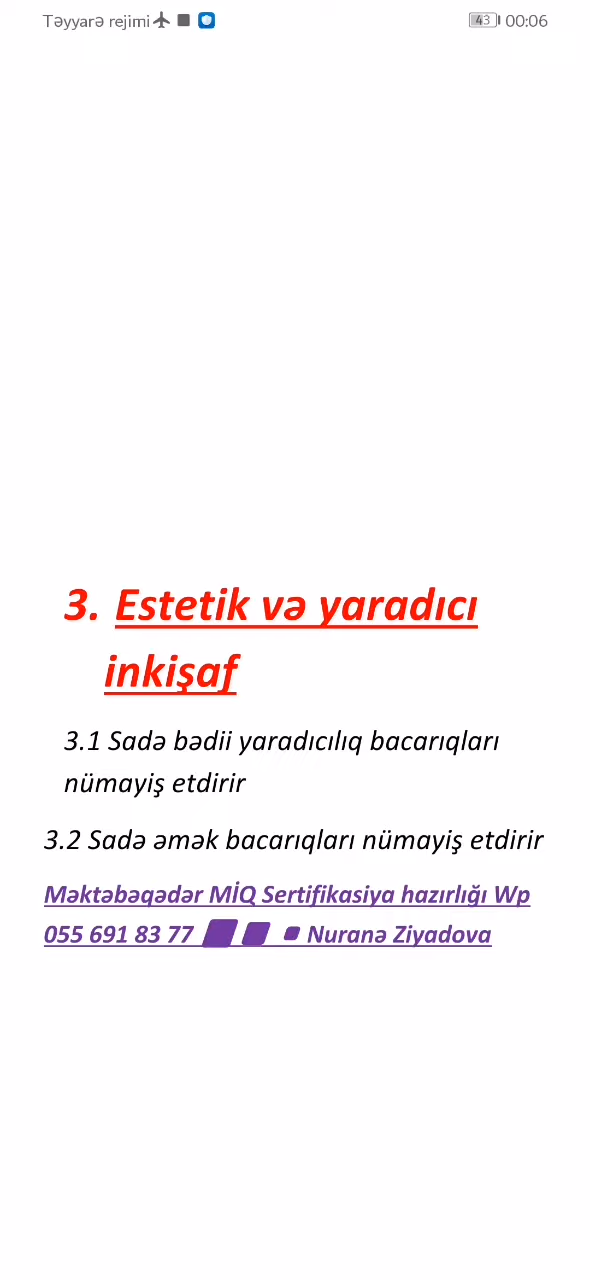 Təyyarə rejimi 43 00:06
3. Estetik və yaradıcı
inkişaf
3.1 Sadə bədii yaradıcılıq bacarıqları
nümayiş etdirir
3.2 Sadə əmək bacarıqları nümayiş etdirir
Məktəbəqədər MİQ Sertifikasiya hazırlığı Wp
055 691 83 77 Nuranə Ziyadova